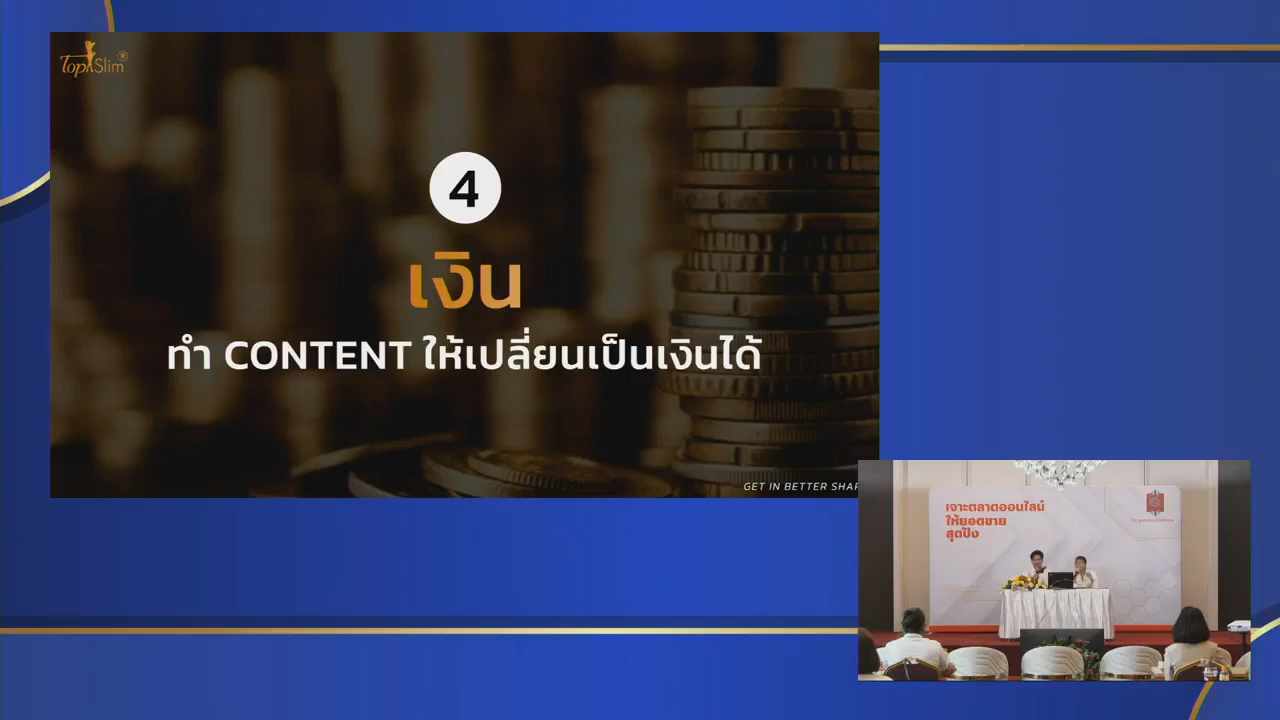 Top Slim
4
เงิน
ทำ CONTENT ให้เปลี่ยนเป็นเงินได้
GET IN BETTER SHAP
เจาะตลาดออนไลน์
ให้ยอดขาย
สุดปัง